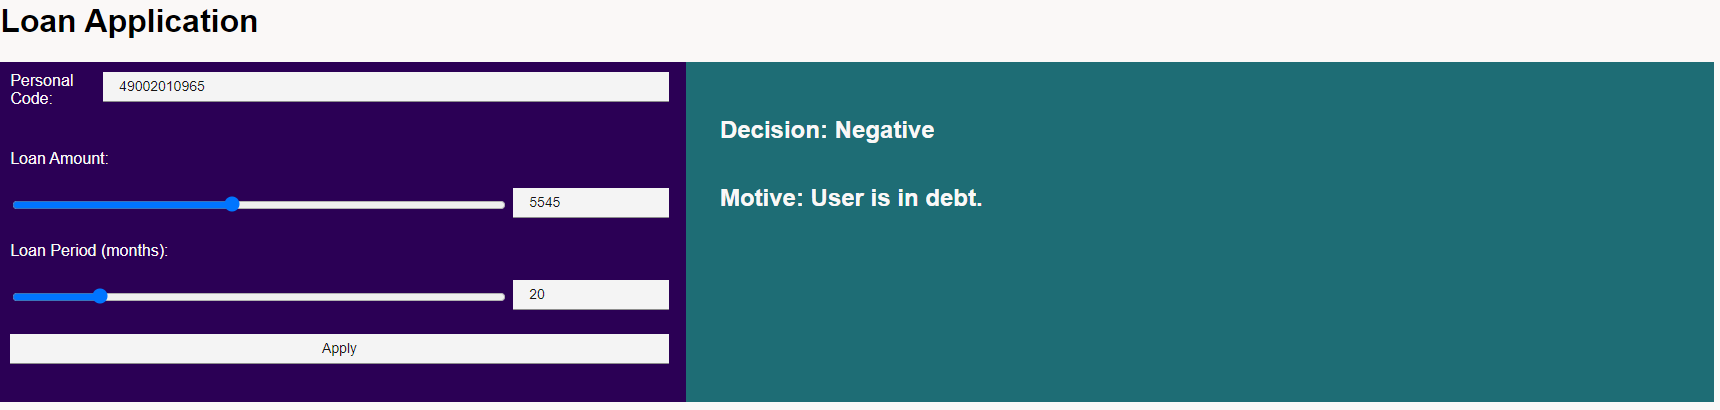 Loan Application
Personal
Code:
49002010965
Loan Amount:
5545
Loan Period (months):
20
Apply
Decision: Negative
Motive: User is in debt.